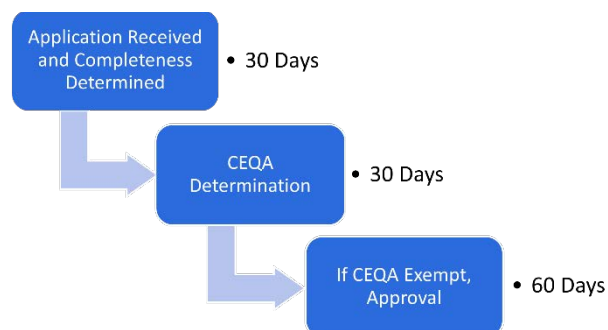 Application Received
and Completeness
Determined
• 30 Days
CEQA
Determination
• 30 Days
If CEQA Exempt,
Approval
• 60 Days